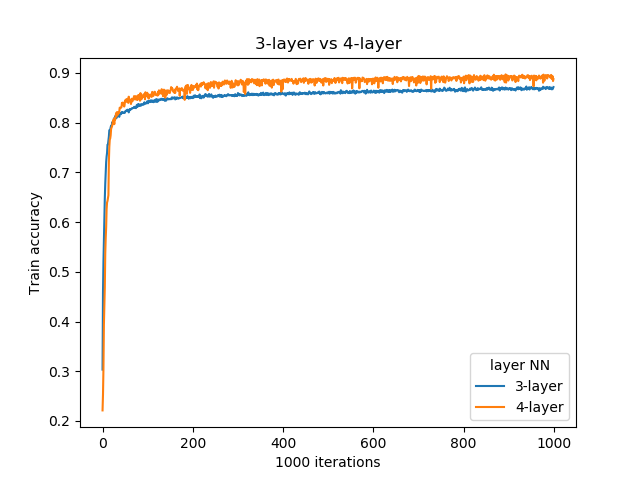 3-layer vs 4-layer
Train accuracy
0.9
0.8
0.7
0.6
0.5
0.4
0.3
0.2
0
200
400
600
800
1000
1000 iterations
layer NN
3-layer
4-layer